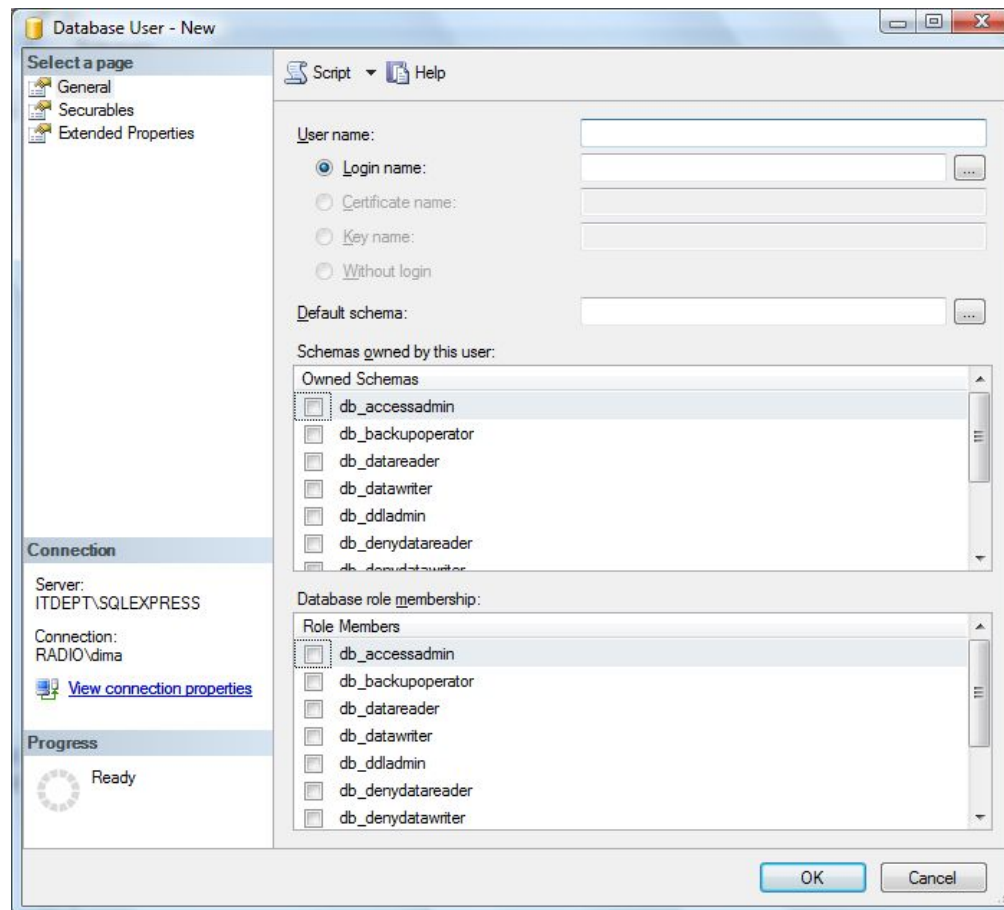 Database User - New
Select a page
General
Securables
Extended Properties
Script
Help
User name:
Login name:
...
Certificate name:
Key name:
Without login
Default schema:
...
Schemas owned by this user:
Owned Schemas
db_accessadmin
db_backupoperator
db_datareader
db_datawriter
db_ddladmin
db_denydatareader
db_denydatawriter
Database role membership:
Role Members
db_accessadmin
db_backupoperator
db_datareader
db_datawriter
db_ddladmin
db_denydatareader
db_denydatawriter
Connection
Server:
ITDEPT\SQLEXPRESS
Connection:
RADIO\dima
View connection properties
Progress
Ready
OK
Cancel